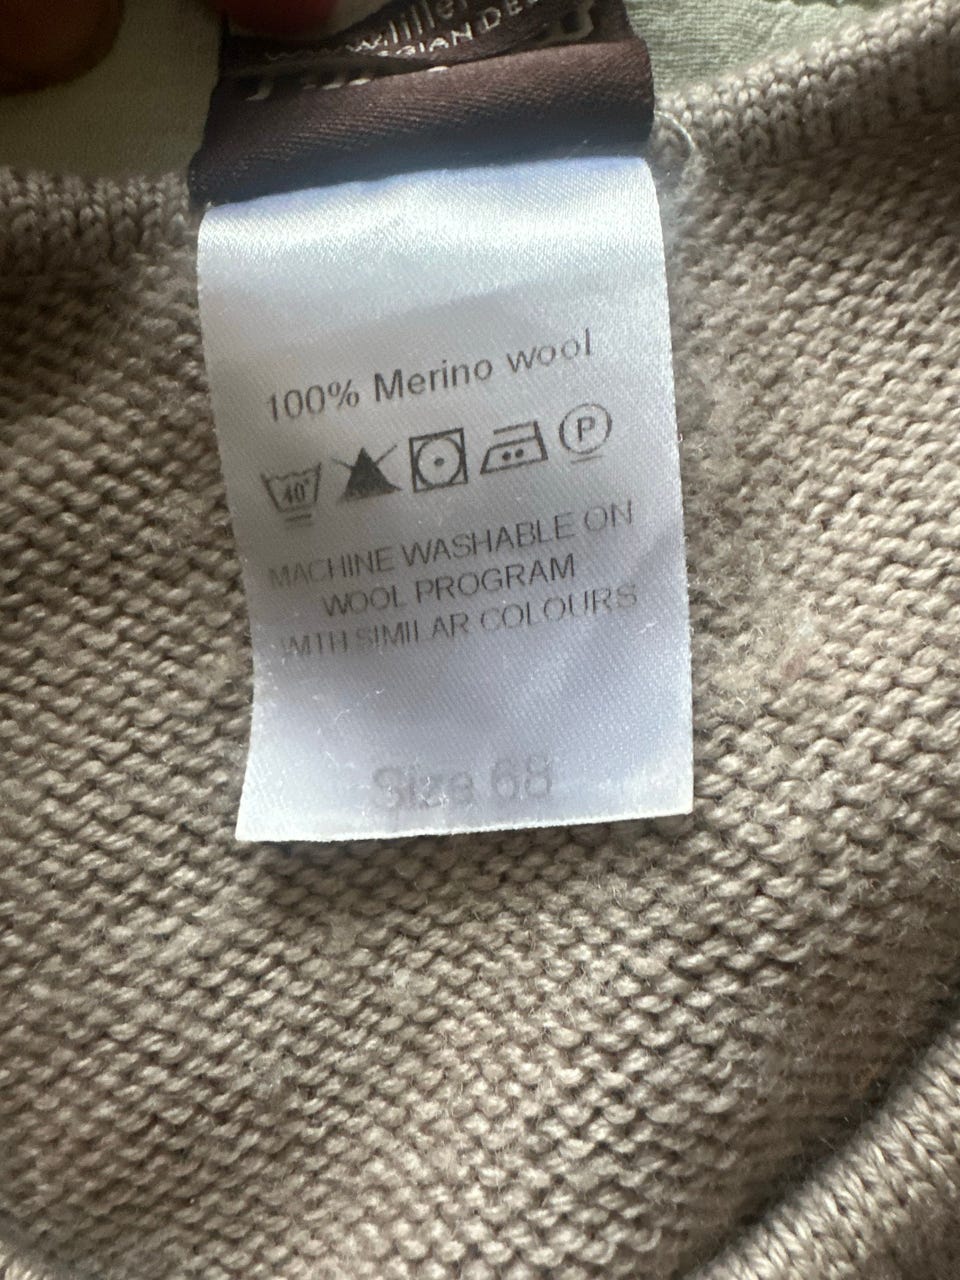 100% Merino wool
40° P
MACHINE WASHABLE ON
WOOL PROGRAM
WITH SIMILAR COLOURS
Size 68